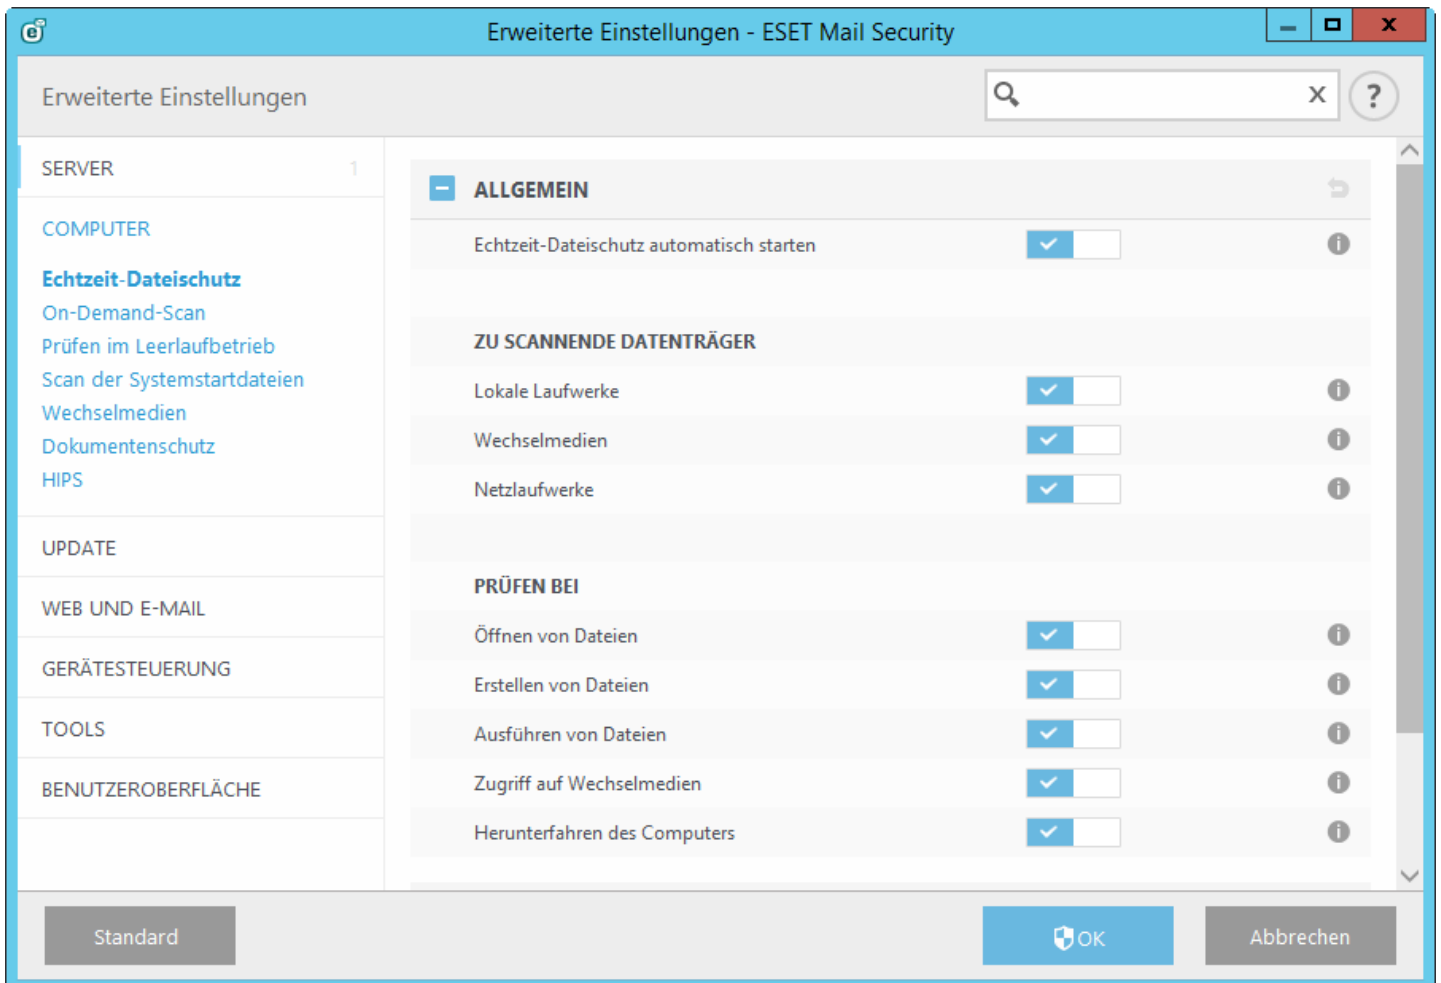 Erweiterte Einstellungen - ESET Mail Security
Erweiterte Einstellungen
SERVER 1
COMPUTER
Echtzeit-Dateischutz
On-Demand-Scan
Prüfen im Leerlaufbetrieb
Scan der Systemstartdateien
Wechselmedien
Dokumentenschutz
HIPS
UPDATE
WEB UND E-MAIL
GERÄTESTEUERUNG
TOOLS
BENUTZEROBERFLÄCHE
ALLGEMEIN
Echtzeit-Dateischutz automatisch starten
ZU SCANNENDE DATENTRÄGER
Lokale Laufwerke
Wechselmedien
Netzlaufwerke
PRÜFEN BEI
Öffnen von Dateien
Erstellen von Dateien
Ausführen von Dateien
Zugriff auf Wechselmedien
Herunterfahren des Computers
Standard
OK
Abbrechen